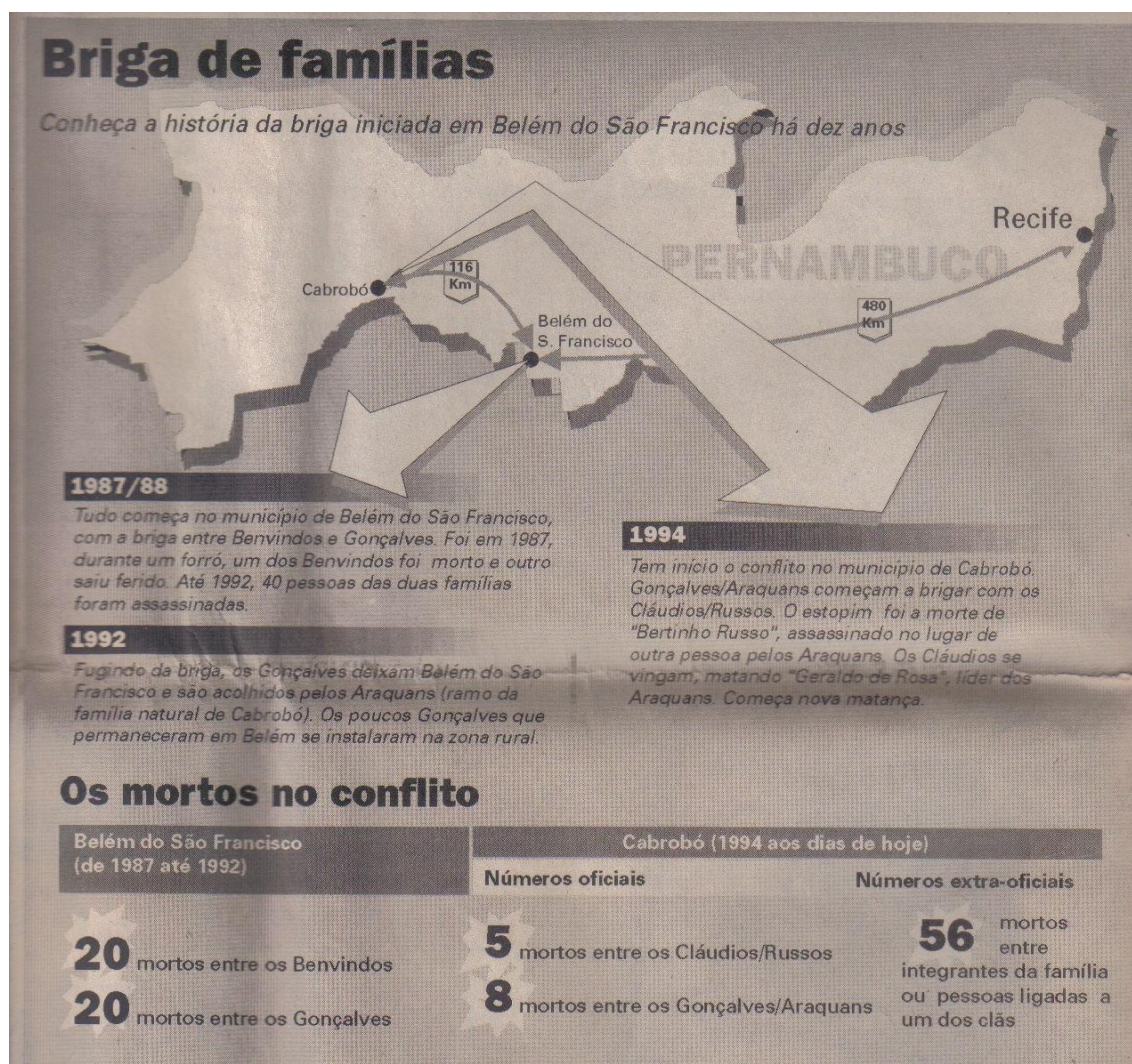 Briga de famílias
Conheça a história da briga iniciada em Belém do São Francisco há dez anos
Recife
PERNAMBUCO
116
Km
Cabrobó
480
Km
Belém do
S. Francisco
1987/88
Tudo começa no município de Belém do São Francisco,
com a briga entre Benvindos e Gonçalves. Foi em 1987,
durante um forró, um dos Benvindos foi morto e outro
saiu ferido. Até 1992, 40 pessoas das duas famílias
foram assassinadas.
1992
Fugindo da briga, os Gonçalves deixam Belém do São
Francisco e são acolhidos pelos Araquans (ramo da
família natural de Cabrobó). Os poucos Gonçalves que
permaneceram em Belém se instalaram na zona rural.
1994
Tem início o conflito no município de Cabrobó.
Gonçalves/Araquans começam a brigar com os
Cláudios/Russos. O estopim foi a morte de
"Bertinho Russo", assassinado no lugar de
outra pessoa pelos Araquans. Os Cláudios se
vingam, matando "Geraldo de Rosa", líder dos
Araquans. Começa nova matança.
Os mortos no conflito
Belém do São Francisco
(de 1987 até 1992)
20 mortos entre os Benvindos
20 mortos entre os Gonçalves
Cabrobó (1994 aos dias de hoje)
Números oficiais
5 mortos entre os Cláudios/Russos
8 mortos entre os Gonçalves/Araquans
Números extra-oficiais
56 mortos
entre
integrantes da família
ou pessoas ligadas a
um dos clãs